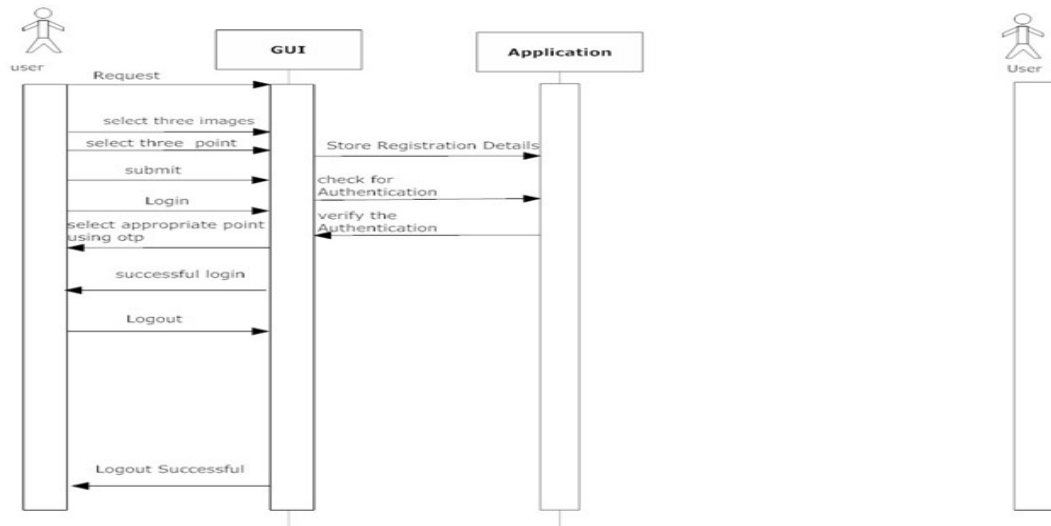 user
GUI
Application
User
Request
select three images
select three point
Store Registration Details
submit
check for
Authentication
Login
verify the
Authentication
select appropriate point
using otp
successful login
Logout
Logout Successful